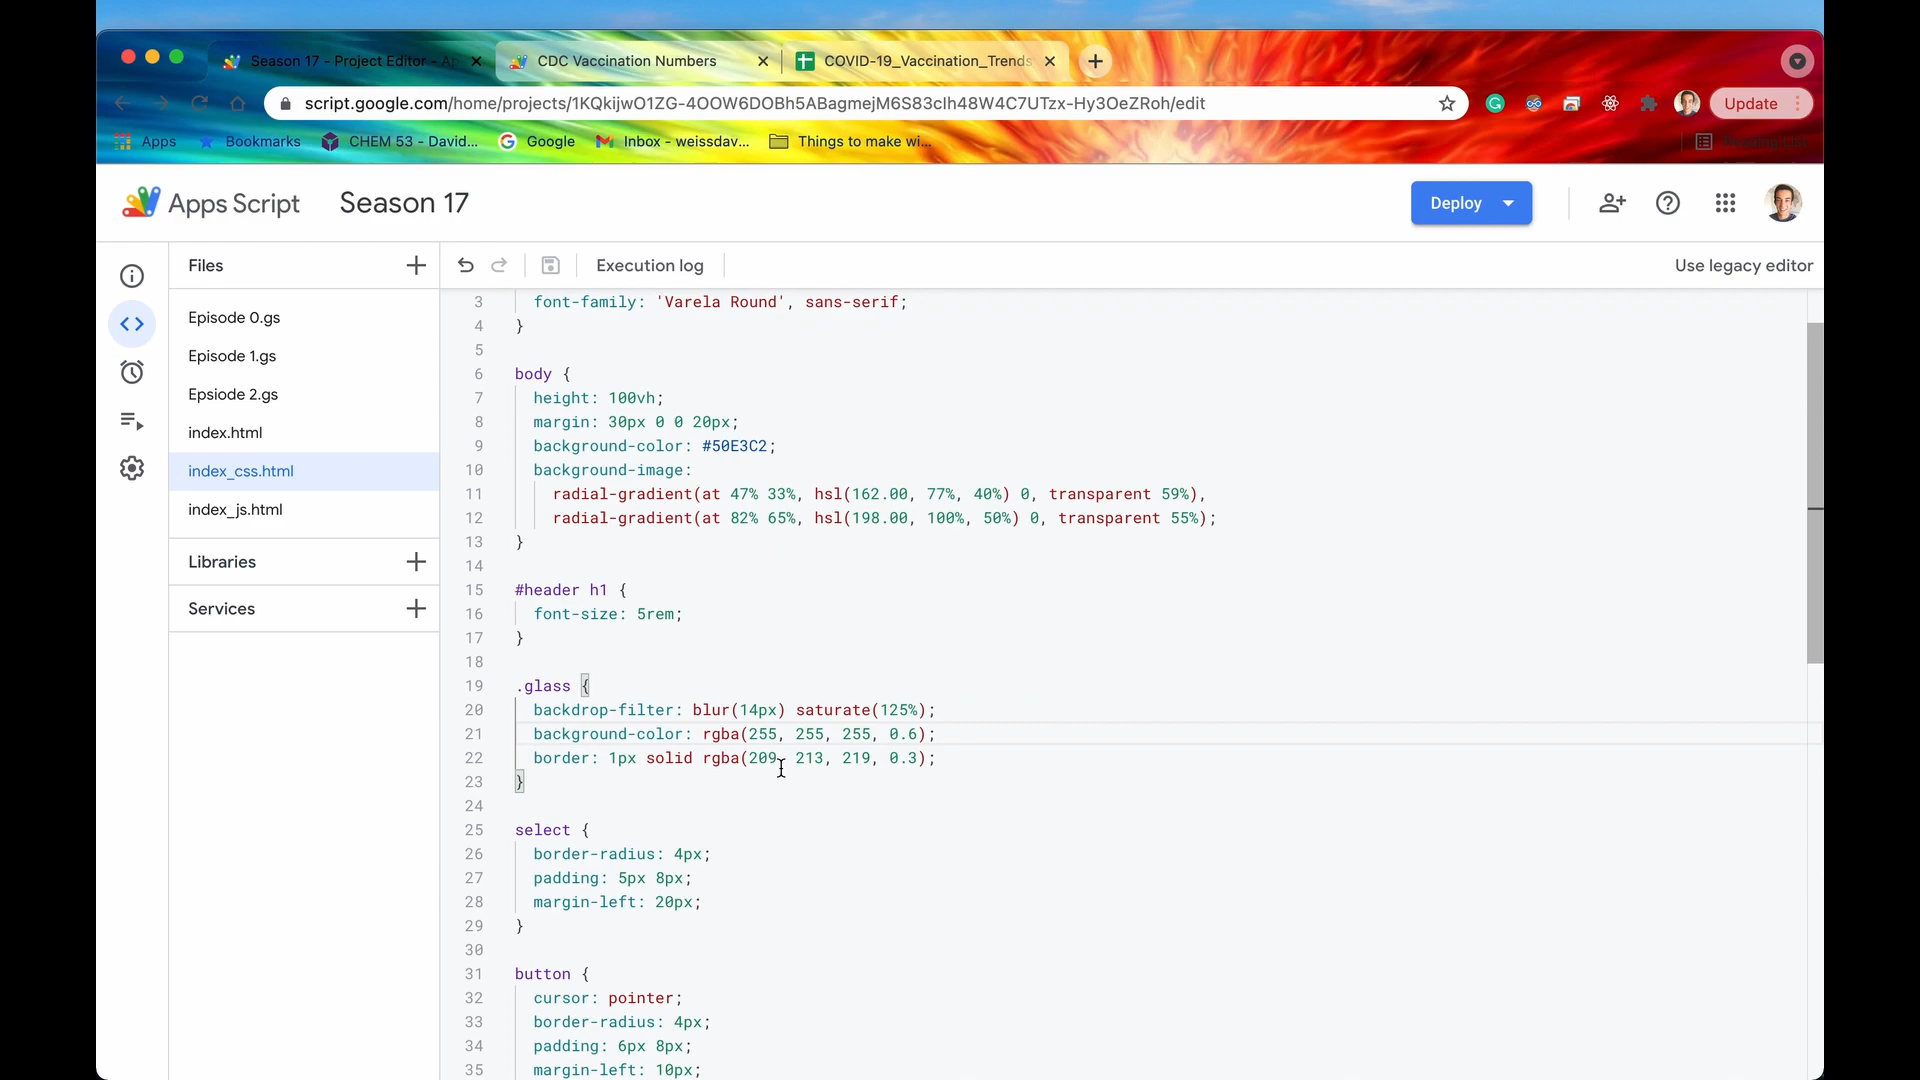 Season 17 - Project Editor - Ap
CDC Vaccination Numbers
COVID-19_Vaccination_Trends
script.google.com/home/projects/1KQkijwO1ZG-4OOW6DOBh5ABagmejM6S83cIh48W4C7UTzx-Hy3OeZRoh/edit
Update
Apps
Bookmarks
CHEM 53 - David...
Google
Inbox - weissdav...
Things to make wi...
Reading List
Apps Script
Season 17
Deploy
Files
Execution log
Use legacy editor
Episode 0.gs
Episode 1.gs
Epsiode 2.gs
index.html
index_css.html
index_js.html
Libraries
Services
3 font-family: 'Varela Round', sans-serif;
4 }
5
6 body {
7 height: 100vh;
8 margin: 30px 0 0 20px;
9 background-color: #50E3C2;
10 background-image:
11 radial-gradient(at 47% 33%, hsl(162.00, 77%, 40%) 0, transparent 59%),
12 radial-gradient(at 82% 65%, hsl(198.00, 100%, 50%) 0, transparent 55%);
13 }
14
15 #header h1 {
16 font-size: 5rem;
17 }
18
19 .glass {
20 backdrop-filter: blur(14px) saturate(125%);
21 background-color: rgba(255, 255, 255, 0.6);
22 border: 1px solid rgba(209, 213, 219, 0.3);
23 }
24
25 select {
26 border-radius: 4px;
27 padding: 5px 8px;
28 margin-left: 20px;
29 }
30
31 button {
32 cursor: pointer;
33 border-radius: 4px;
34 padding: 6px 8px;
35 margin-left: 10px;